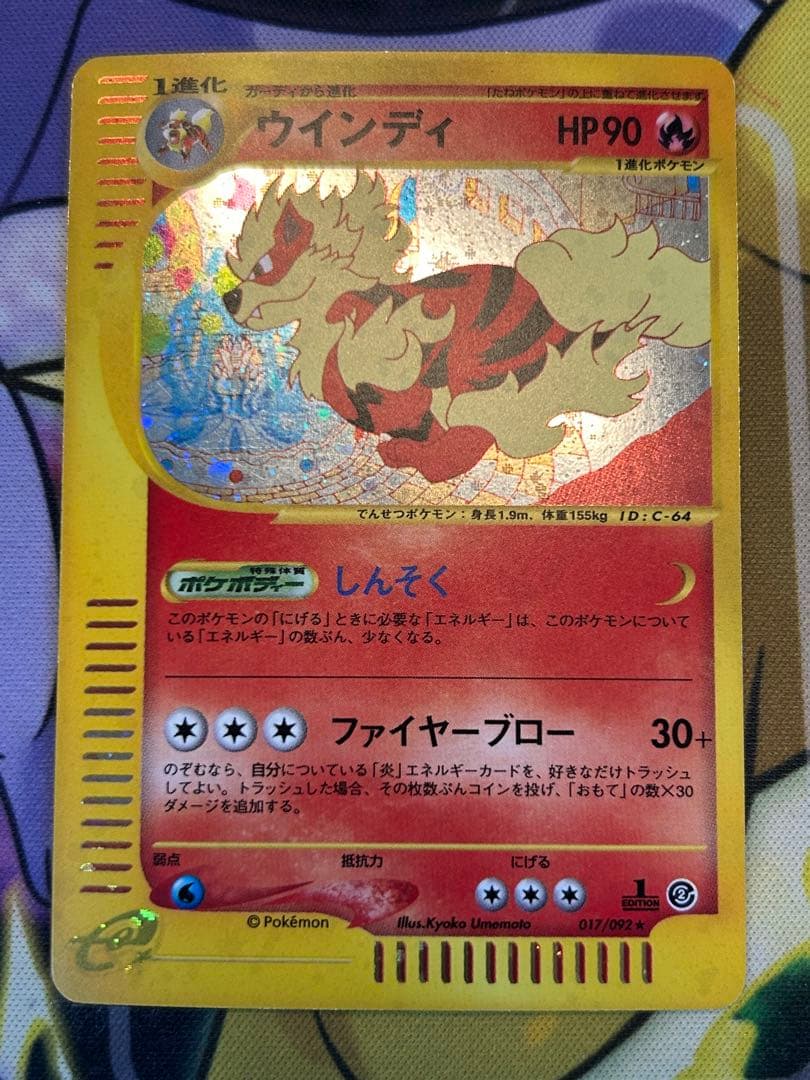 1進化
ガーディから進化
「たねポケモン」の上に重ねて進化させます
ウインディ
HP90
1進化ポケモン
でんせつポケモン：身長1.9m、体重155kg ID:C-64
特殊体質
ポケボディー
しんそく
このポケモンの「にげる」ときに必要な「エネルギー」は、このポケモンについて
いる「エネルギー」の数ぶん、少なくなる。
ファイヤーブロー 30+
のぞむなら、自分についている「炎」エネルギーカードを、好きなだけトラッシュ
してよい。トラッシュした場合、その枚数ぶんコインを投げ、「おもて」の数×30
ダメージを追加する。
弱点 抵抗力 にげる
1
EDITION
2
© Pokémon
Illus.Kyoko Umemoto
017/092★
e